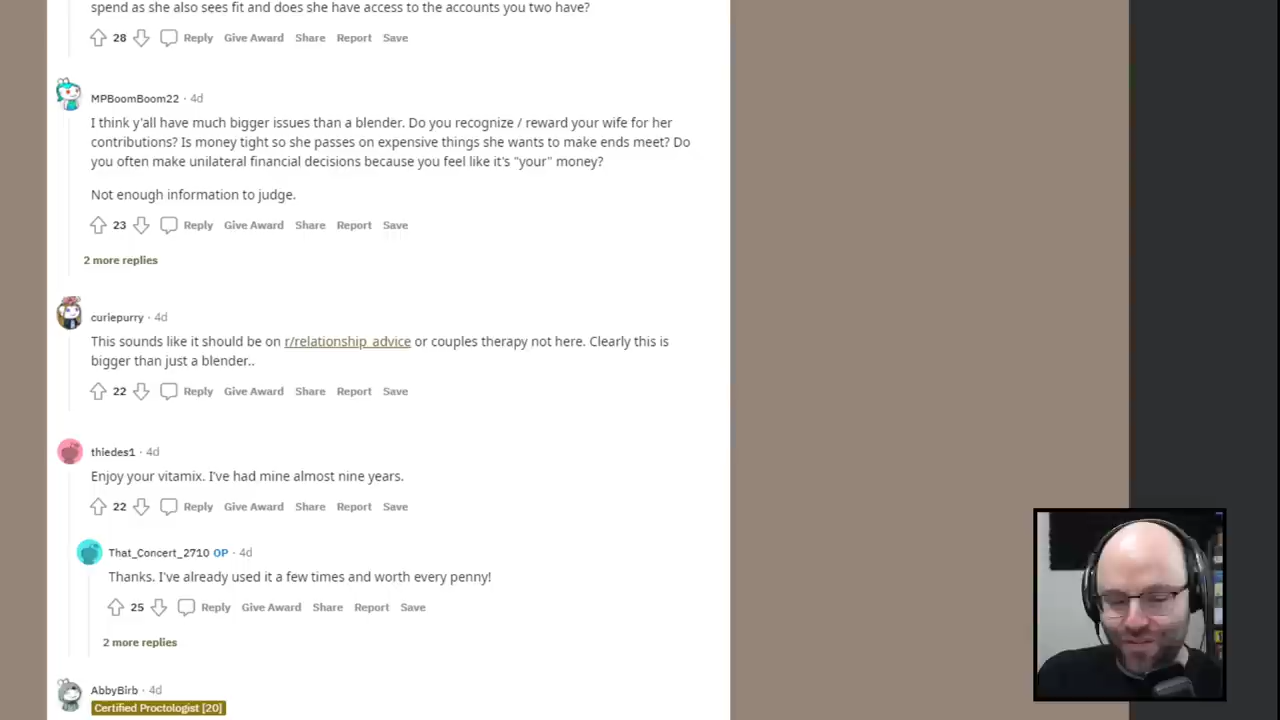 spend as she also sees fit and does she have access to the accounts you two have?
28 Reply Give Award Share Report Save
MPBoomBoom22 · 4d
I think y'all have much bigger issues than a blender. Do you recognize / reward your wife for her
contributions? Is money tight so she passes on expensive things she wants to make ends meet? Do
you often make unilateral financial decisions because you feel like it's "your" money?
Not enough information to judge.
23 Reply Give Award Share Report Save
2 more replies
curiepurry · 4d
This sounds like it should be on r/relationship_advice or couples therapy not here. Clearly this is
bigger than just a blender..
22 Reply Give Award Share Report Save
thiedes1 · 4d
Enjoy your vitamix. I've had mine almost nine years.
22 Reply Give Award Share Report Save
That_Concert_2710 OP · 4d
Thanks. I've already used it a few times and worth every penny!
25 Reply Give Award Share Report Save
2 more replies
AbbyBirb · 4d
Certified Proctologist [20]